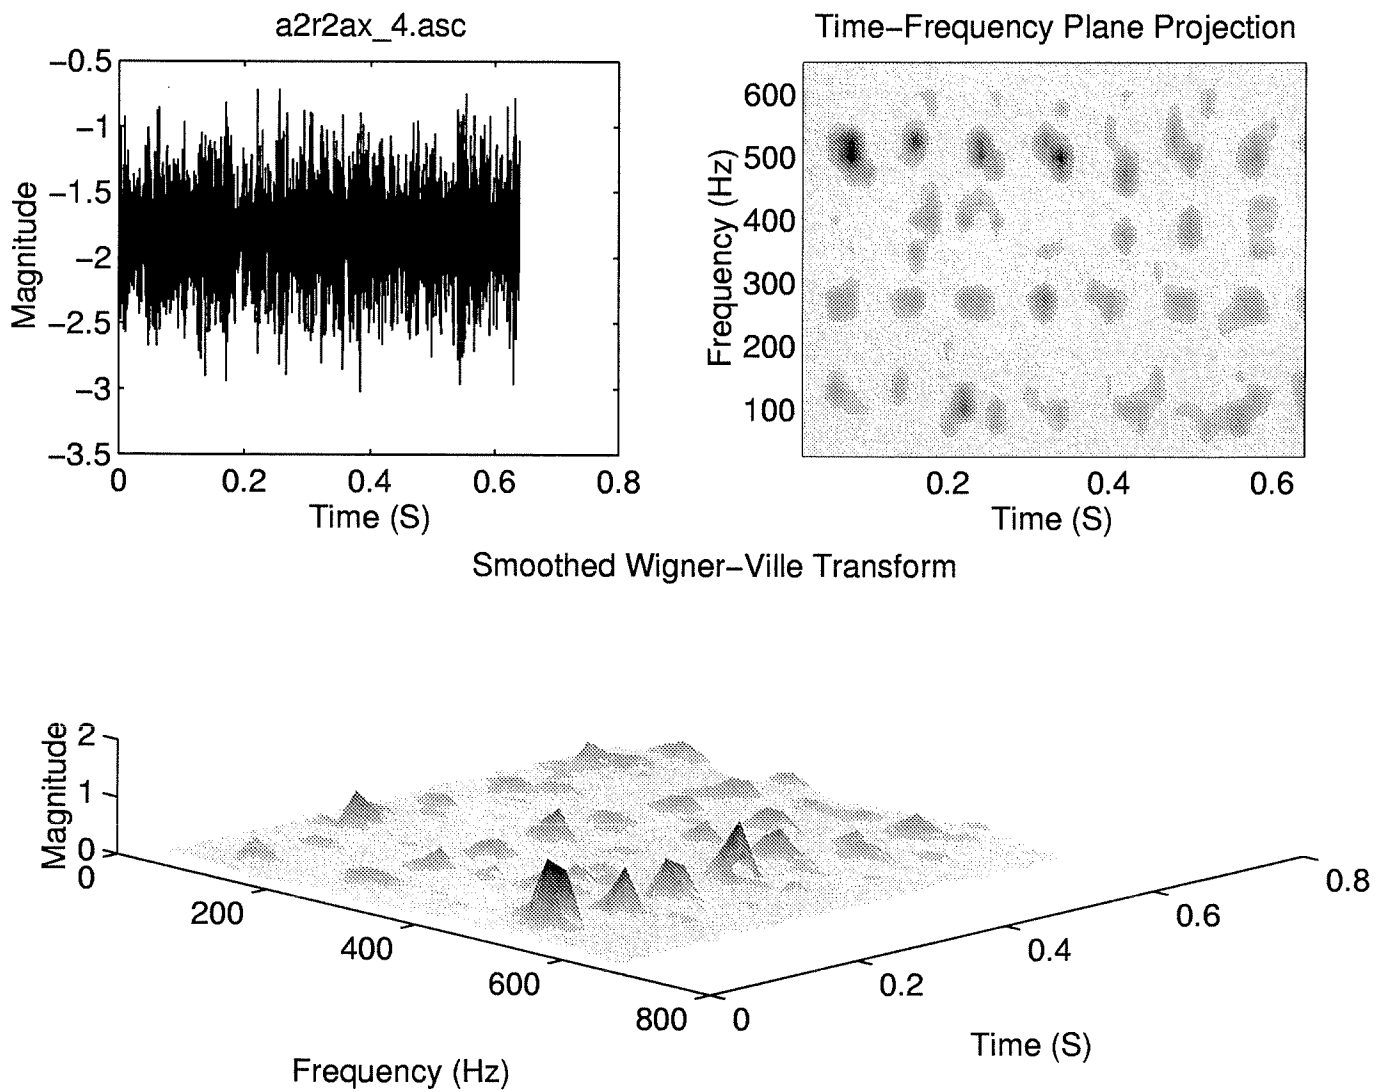 a2r2ax_4.asc
−0.5
−1
−1.5
−2
−2.5
−3
−3.5
Magnitude
0 0.2 0.4 0.6 0.8
Time (S)
Time−Frequency Plane Projection
600
500
400
300
200
100
Frequency (Hz)
0.2 0.4 0.6
Time (S)
Smoothed Wigner−Ville Transform
2
1
0
Magnitude
0
200
400
600
800
Frequency (Hz)
0
0.2
0.4
0.6
0.8
Time (S)